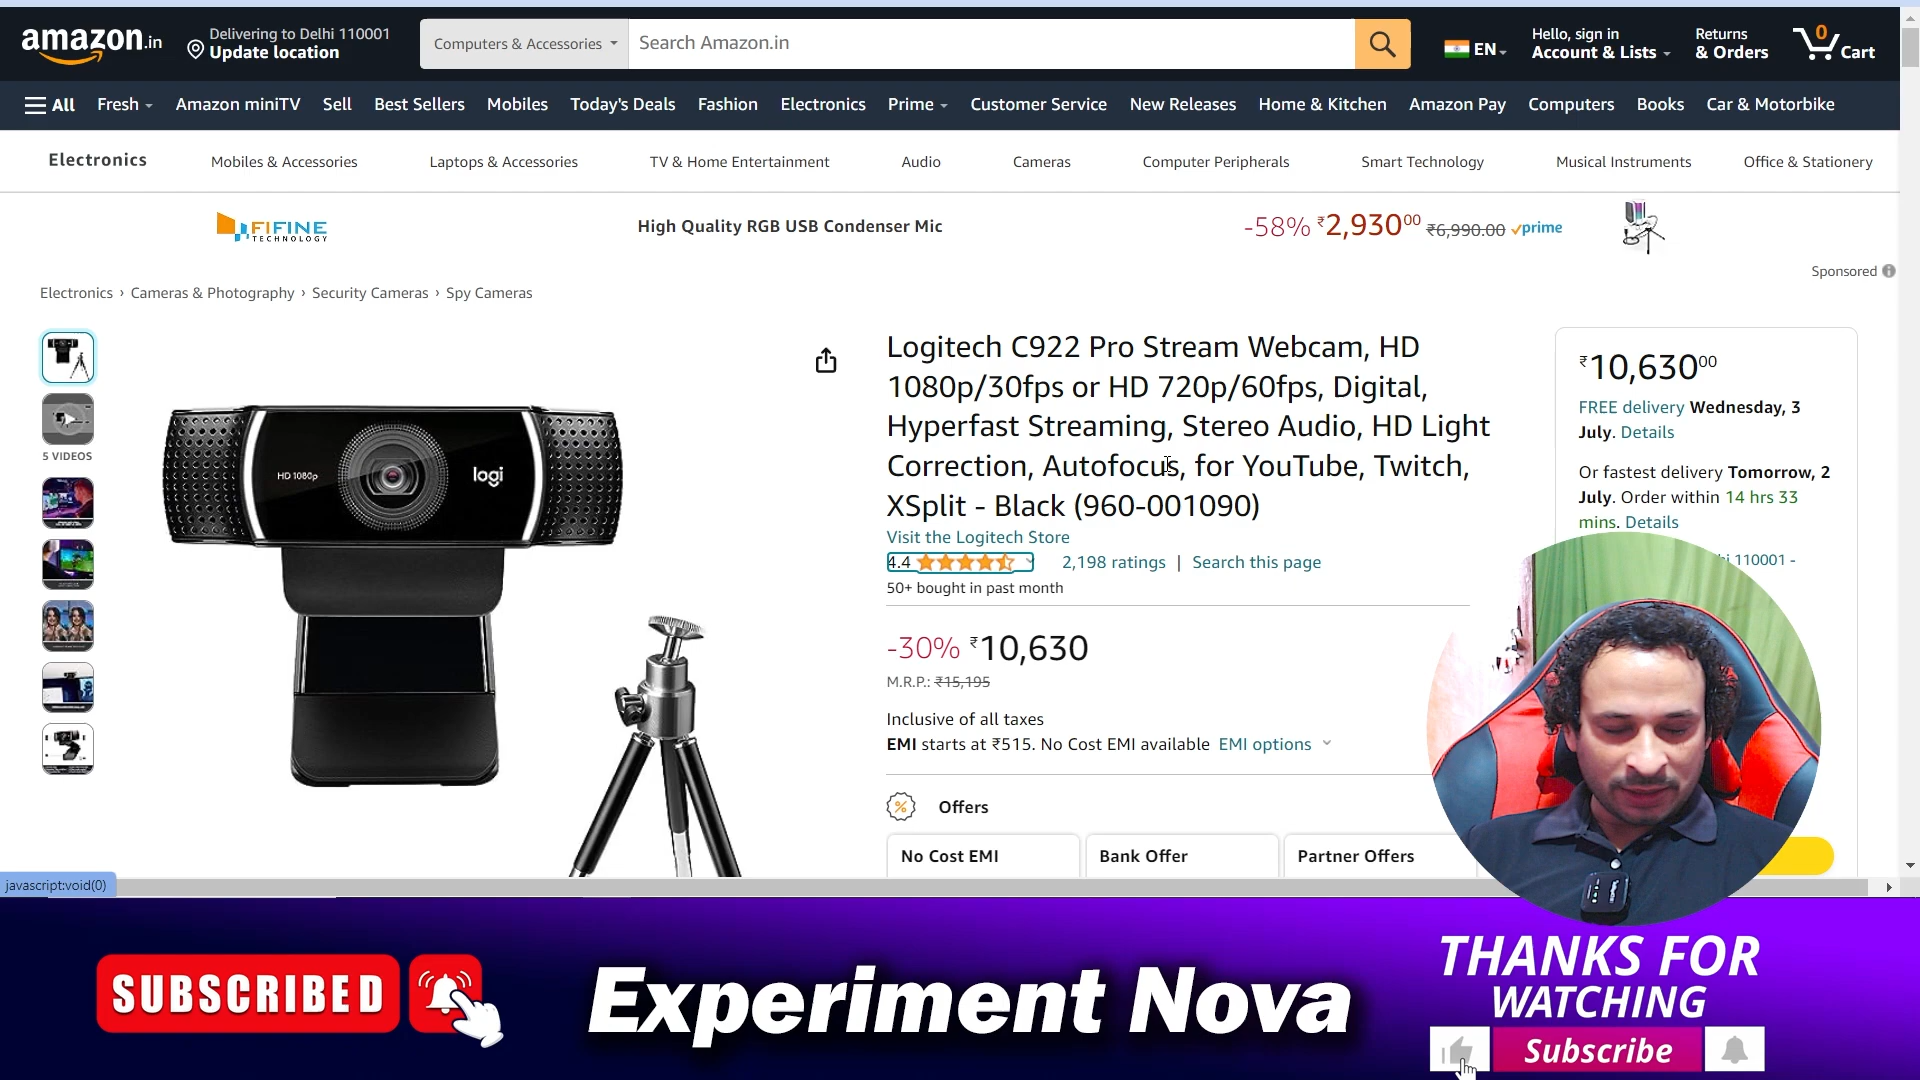 amazon.in
Delivering to Delhi 110001
Update location
Computers & Accessories
Search Amazon.in
EN
Hello, sign in
Account & Lists
Returns
& Orders
0
Cart
All
Fresh
Amazon miniTV
Sell
Best Sellers
Mobiles
Today's Deals
Fashion
Electronics
Prime
Customer Service
New Releases
Home & Kitchen
Amazon Pay
Computers
Books
Car & Motorbike
Electronics
Mobiles & Accessories
Laptops & Accessories
TV & Home Entertainment
Audio
Cameras
Computer Peripherals
Smart Technology
Musical Instruments
Office & Stationery
FIFINE
TECHNOLOGY
High Quality RGB USB Condenser Mic
-58% ₹2,93000 ₹6,990.00 prime
Sponsored
Electronics › Cameras & Photography › Security Cameras › Spy Cameras
5 VIDEOS
HD 1080p
logi
Logitech C922 Pro Stream Webcam, HD
1080p/30fps or HD 720p/60fps, Digital,
Hyperfast Streaming, Stereo Audio, HD Light
Correction, Autofocus, for YouTube, Twitch,
XSplit - Black (960-001090)
Visit the Logitech Store
4.4
2,198 ratings | Search this page
50+ bought in past month
-30% ₹10,630
M.R.P.: ₹15,195
Inclusive of all taxes
EMI starts at ₹515. No Cost EMI available EMI options
Offers
No Cost EMI
Bank Offer
Partner Offers
₹10,63000
FREE delivery Wednesday, 3
July. Details
Or fastest delivery Tomorrow, 2
July. Order within 14 hrs 33
mins. Details
110001 -
javascript:void(0)
SUBSCRIBED
Experiment Nova
THANKS FOR
WATCHING
Subscribe